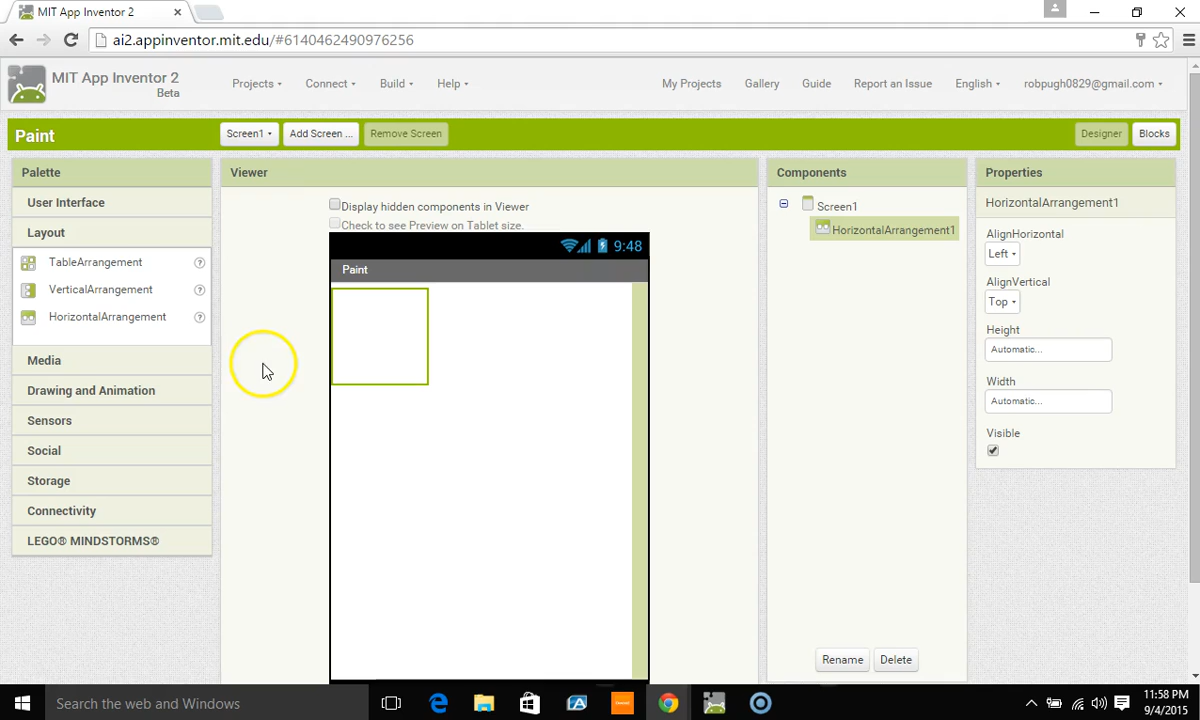 MIT App Inventor 2
ai2.appinventor.mit.edu/#6140462490976256
MIT App Inventor 2
Beta
Projects
Connect
Build
Help
My Projects
Gallery
Guide
Report an Issue
English
robpugh0829@gmail.com
Paint
Screen1
Add Screen ...
Remove Screen
Designer
Blocks
Palette
User Interface
Layout
TableArrangement
?
VerticalArrangement
?
HorizontalArrangement
?
Media
Drawing and Animation
Sensors
Social
Storage
Connectivity
LEGO® MINDSTORMS®
Viewer
Display hidden components in Viewer
Check to see Preview on Tablet size.
9:48
Paint
Components
Screen1
HorizontalArrangement1
Rename
Delete
Properties
HorizontalArrangement1
AlignHorizontal
Left
AlignVertical
Top
Height
Automatic...
Width
Automatic...
Visible
Search the web and Windows
11:58 PM
9/4/2015